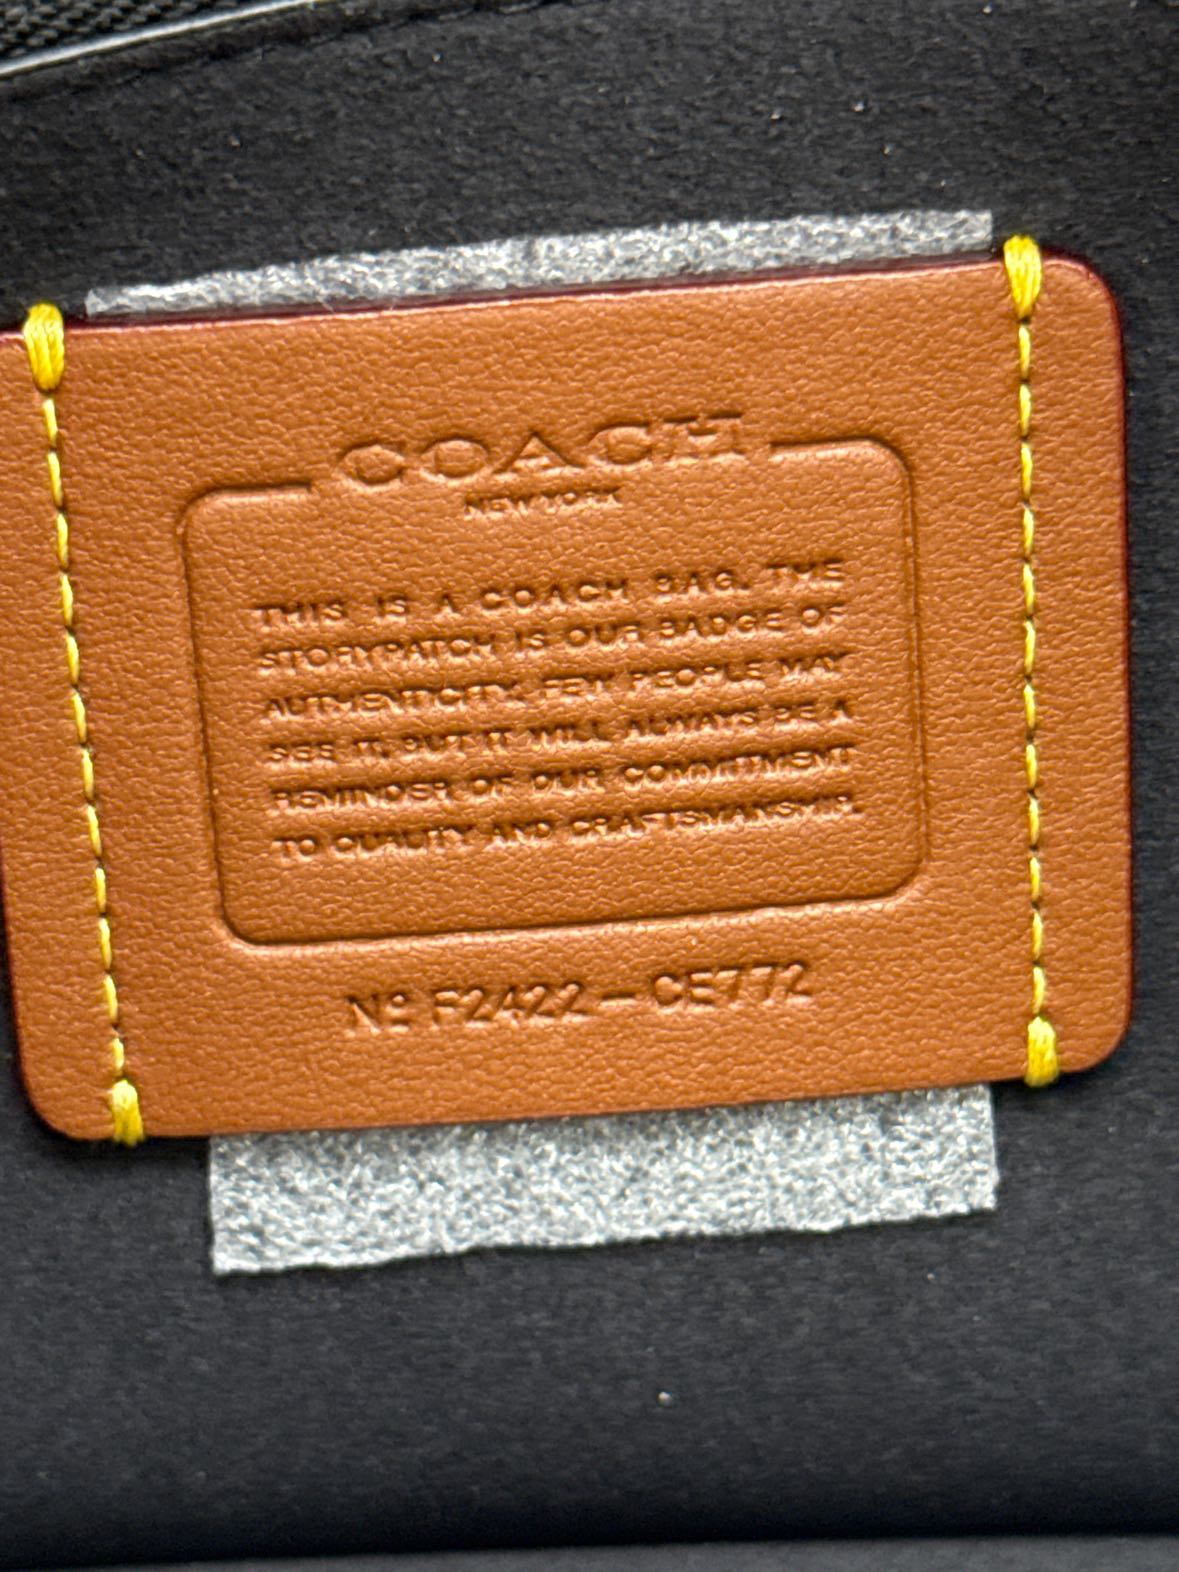 COACH
NEW YORK
THIS IS A COACH BAG. THE
STORYPATCH IS OUR BADGE OF
AUTHENTICITY. FEW PEOPLE MAY
SEE IT, BUT IT WILL ALWAYS BE A
REMINDER OF OUR COMMITMENT
TO QUALITY AND CRAFTSMANSHIP.
Nº F2422-CE772